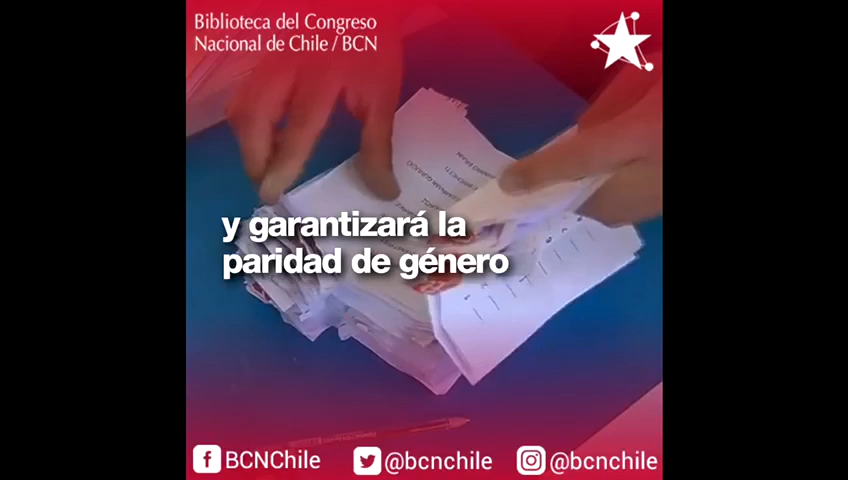 Biblioteca del Congreso
Nacional de Chile / BCN
y garantizará la
paridad de género
BCNChile
@bcnchile
@bcnchile